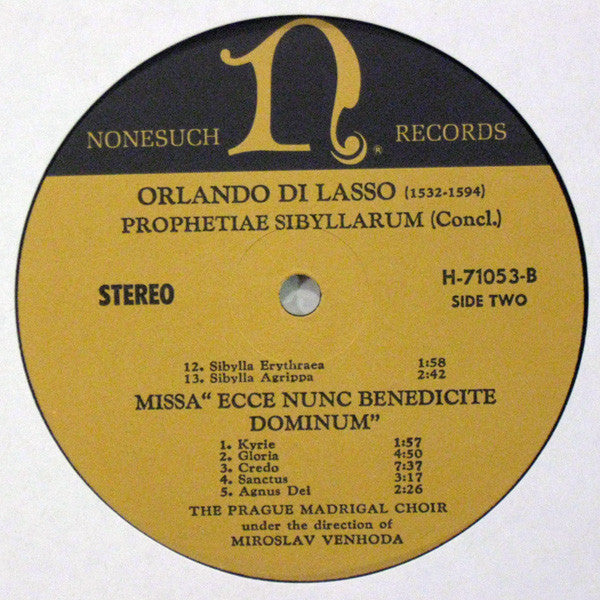 n®
NONESUCH RECORDS
ORLANDO DI LASSO (1532-1594)
PROPHETIAE SIBYLLARUM (Concl.)
STEREO
H-71053-B
SIDE TWO
12. Sibylla Erythraea 1:58
13. Sibylla Agrippa 2:42
MISSA“ ECCE NUNC BENEDICITE
DOMINUM”
1. Kyrie 1:57
2. Gloria 4:50
3. Credo 7:37
4. Sanctus 3:17
5. Agnus Dei 2:26
THE PRAGUE MADRIGAL CHOIR
under the direction of
MIROSLAV VENHODA